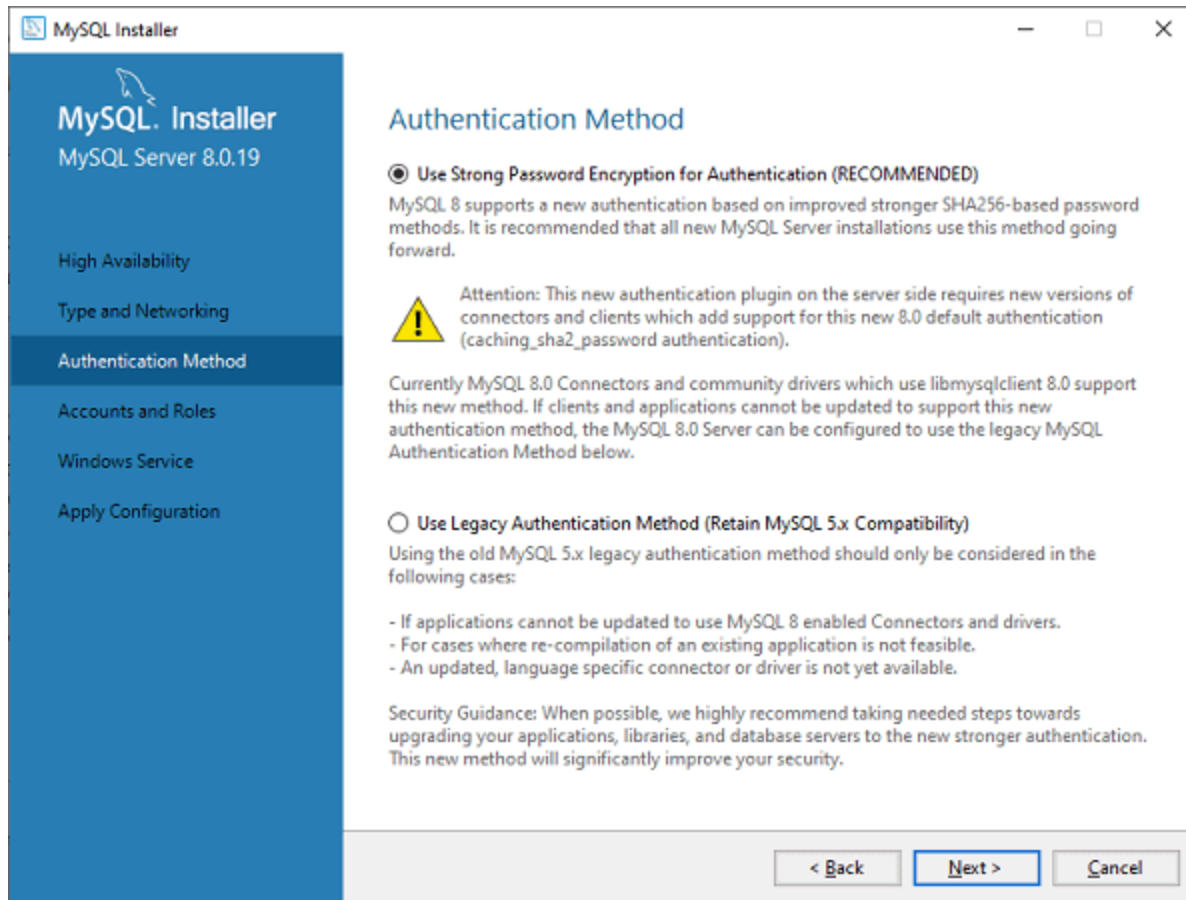 MySQL Installer
MySQL. Installer
MySQL Server 8.0.19
High Availability
Type and Networking
Authentication Method
Accounts and Roles
Windows Service
Apply Configuration
Authentication Method
Use Strong Password Encryption for Authentication (RECOMMENDED)
MySQL 8 supports a new authentication based on improved stronger SHA256-based password
methods. It is recommended that all new MySQL Server installations use this method going
forward.
Attention: This new authentication plugin on the server side requires new versions of
connectors and clients which add support for this new 8.0 default authentication
(caching_sha2_password authentication).
Currently MySQL 8.0 Connectors and community drivers which use libmysqlclient 8.0 support
this new method. If clients and applications cannot be updated to support this new
authentication method, the MySQL 8.0 Server can be configured to use the legacy MySQL
Authentication Method below.
Use Legacy Authentication Method (Retain MySQL 5.x Compatibility)
Using the old MySQL 5.x legacy authentication method should only be considered in the
following cases:
- If applications cannot be updated to use MySQL 8 enabled Connectors and drivers.
- For cases where re-compilation of an existing application is not feasible.
- An updated, language specific connector or driver is not yet available.
Security Guidance: When possible, we highly recommend taking needed steps towards
upgrading your applications, libraries, and database servers to the new stronger authentication.
This new method will significantly improve your security.
< Back
Next >
Cancel